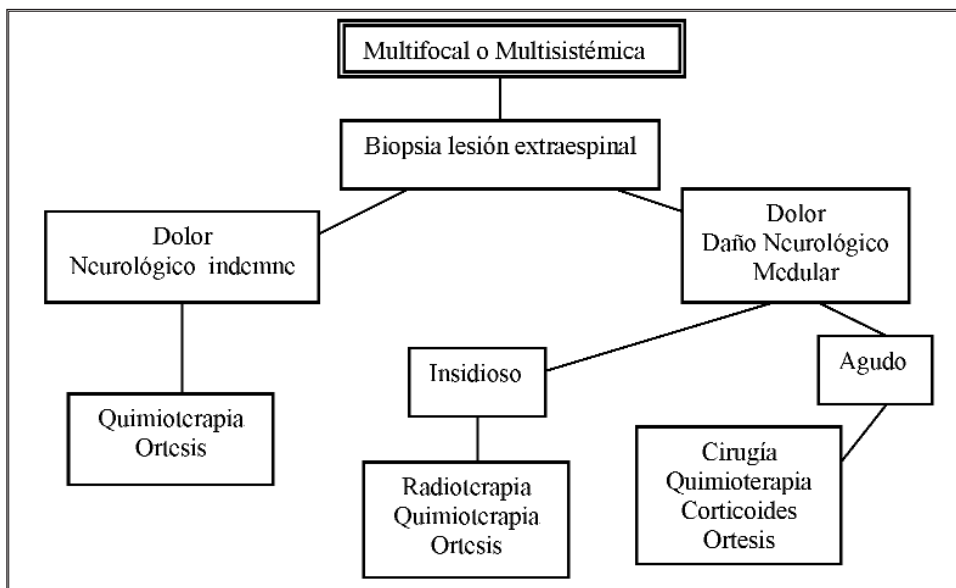 Multifocal o Multisistémica
Biopsia lesión extraespinal
Dolor
Neurológico indemne
Dolor
Daño Neurológico
Medular
Insidioso
Agudo
Quimioterapia
Ortesis
Radioterapia
Quimioterapia
Ortesis
Cirugía
Quimioterapia
Corticoides
Ortesis